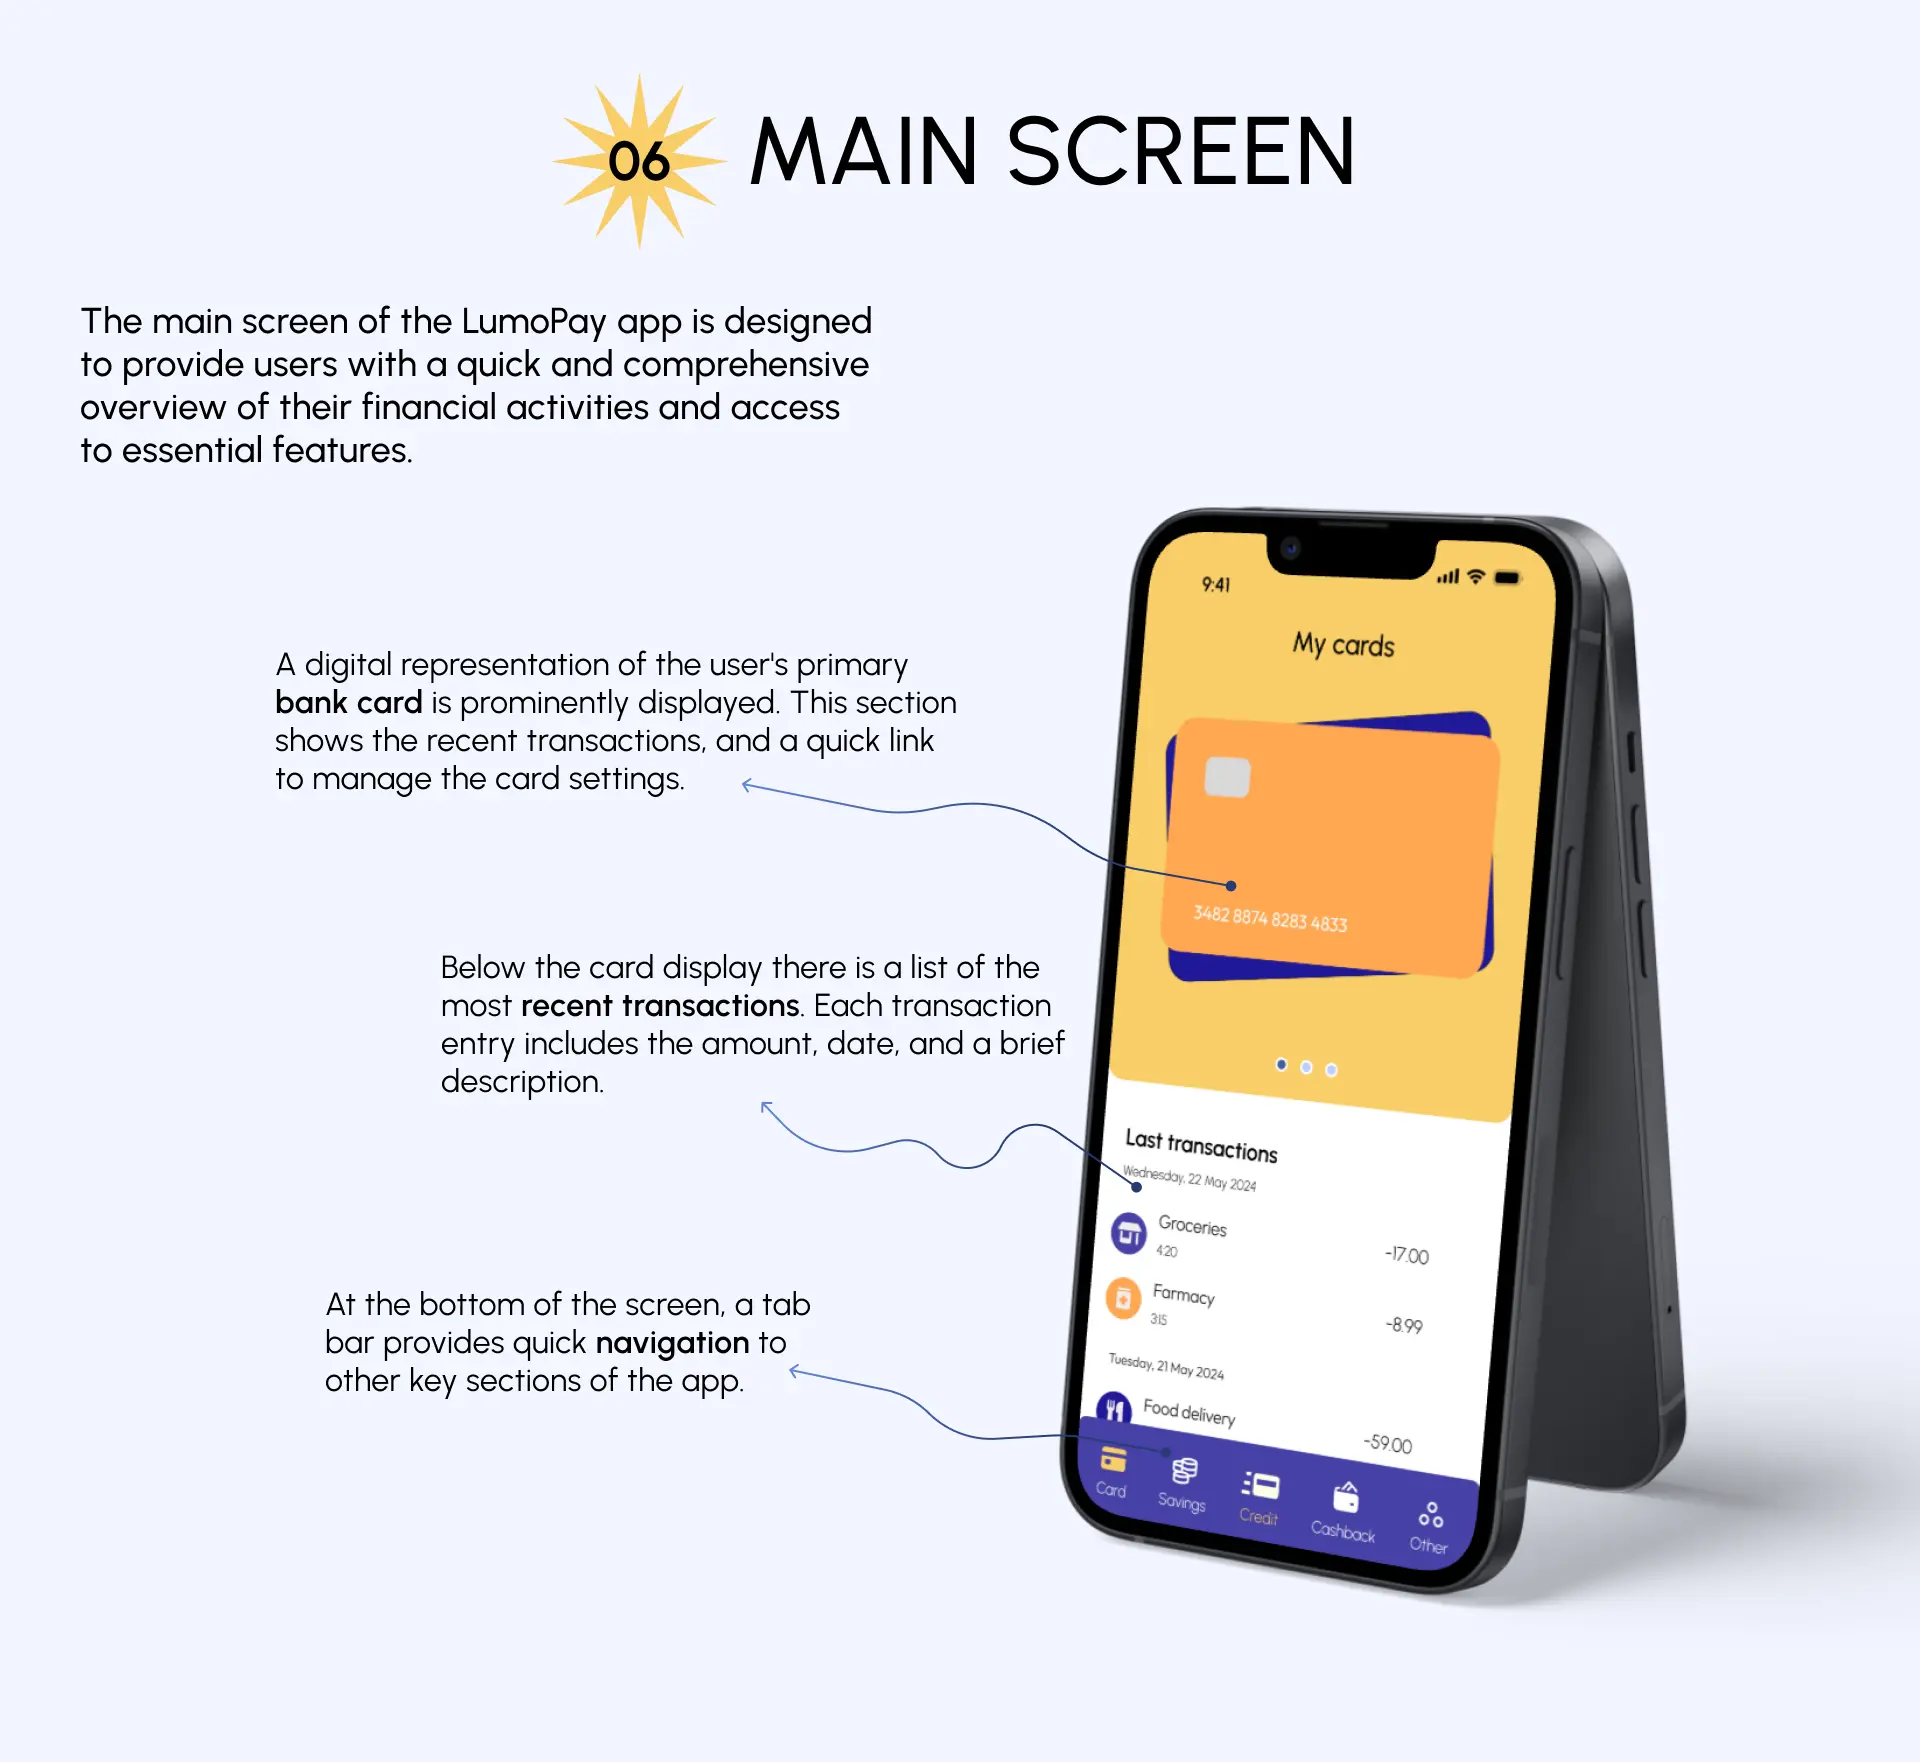 06
MAIN SCREEN
The main screen of the LumoPay app is designed
to provide users with a quick and comprehensive
overview of their financial activities and access
to essential features.
A digital representation of the user's primary
bank card is prominently displayed. This section
shows the recent transactions, and a quick link
to manage the card settings.
Below the card display there is a list of the
most recent transactions. Each transaction
entry includes the amount, date, and a brief
description.
At the bottom of the screen, a tab
bar provides quick navigation to
other key sections of the app.
9:41
My cards
3482 8874 8283 4833
Last transactions
Wednesday, 22 May 2024
Groceries
4:20
-17.00
Farmacy
3:15
-8.99
Tuesday, 21 May 2024
Food delivery
-59.00
Card
Savings
Credit
Cashback
Other